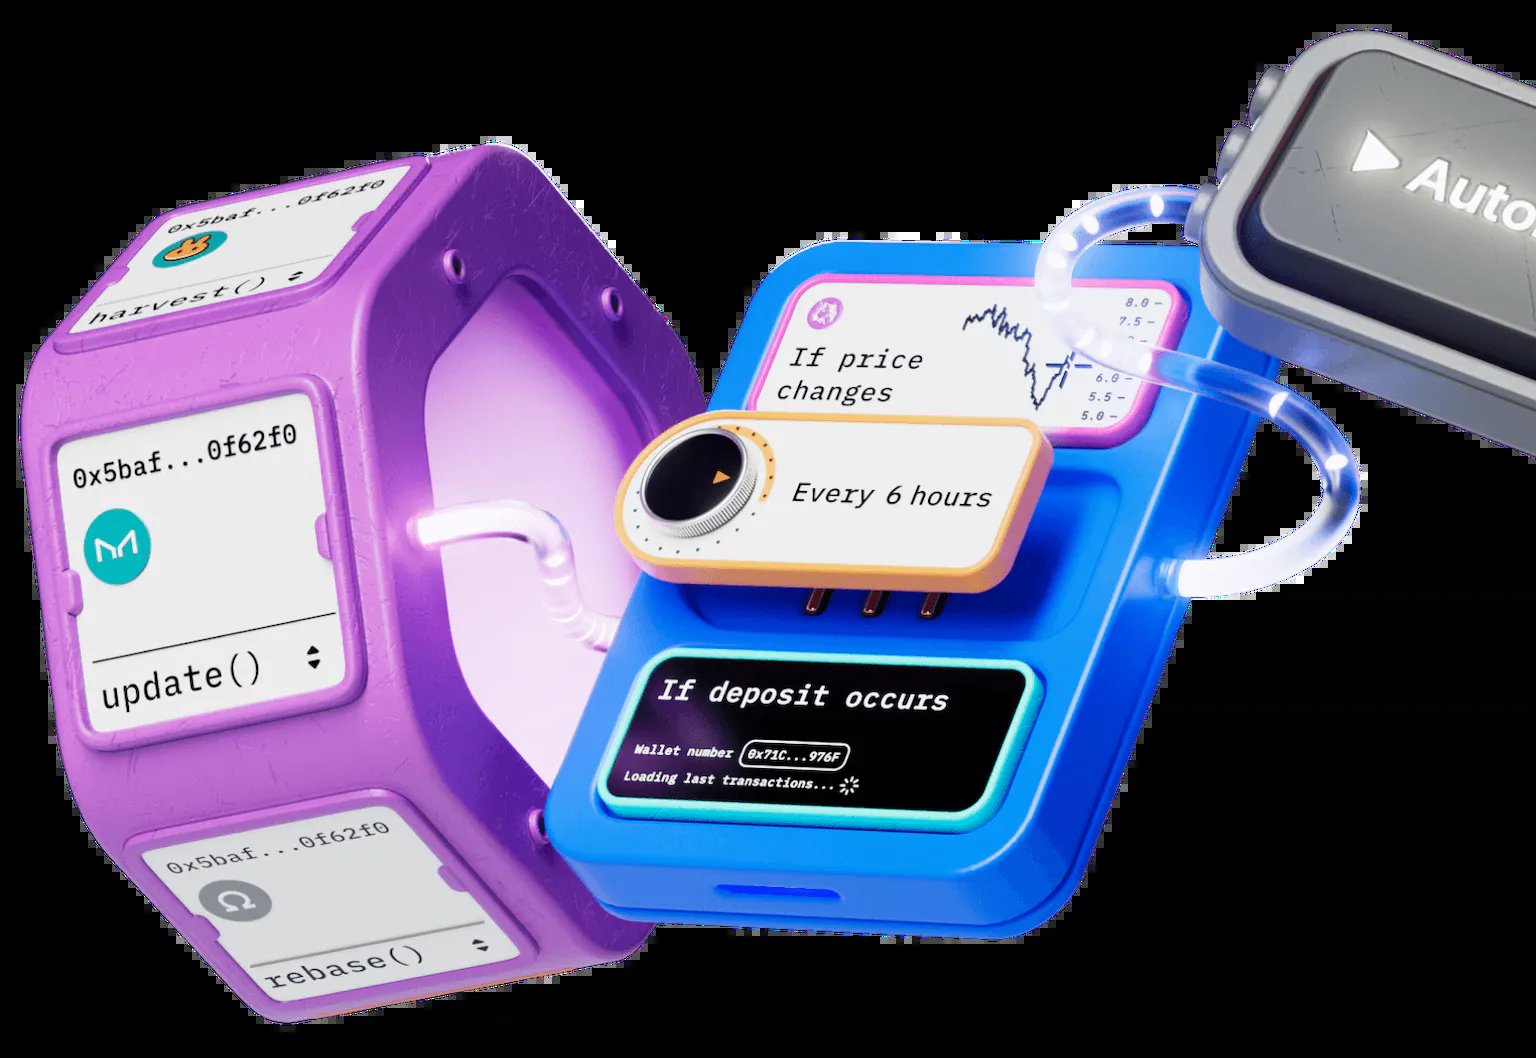 0x5baf...0f62f0
harvest()
0x5baf...0f62f0
update()
0x5baf...0f62f0
rebase()
If price
changes
8.0
7.5
6.0
5.5
5.0
Every 6 hours
If deposit occurs
Wallet number 0x71C...976F
Loading last transactions...